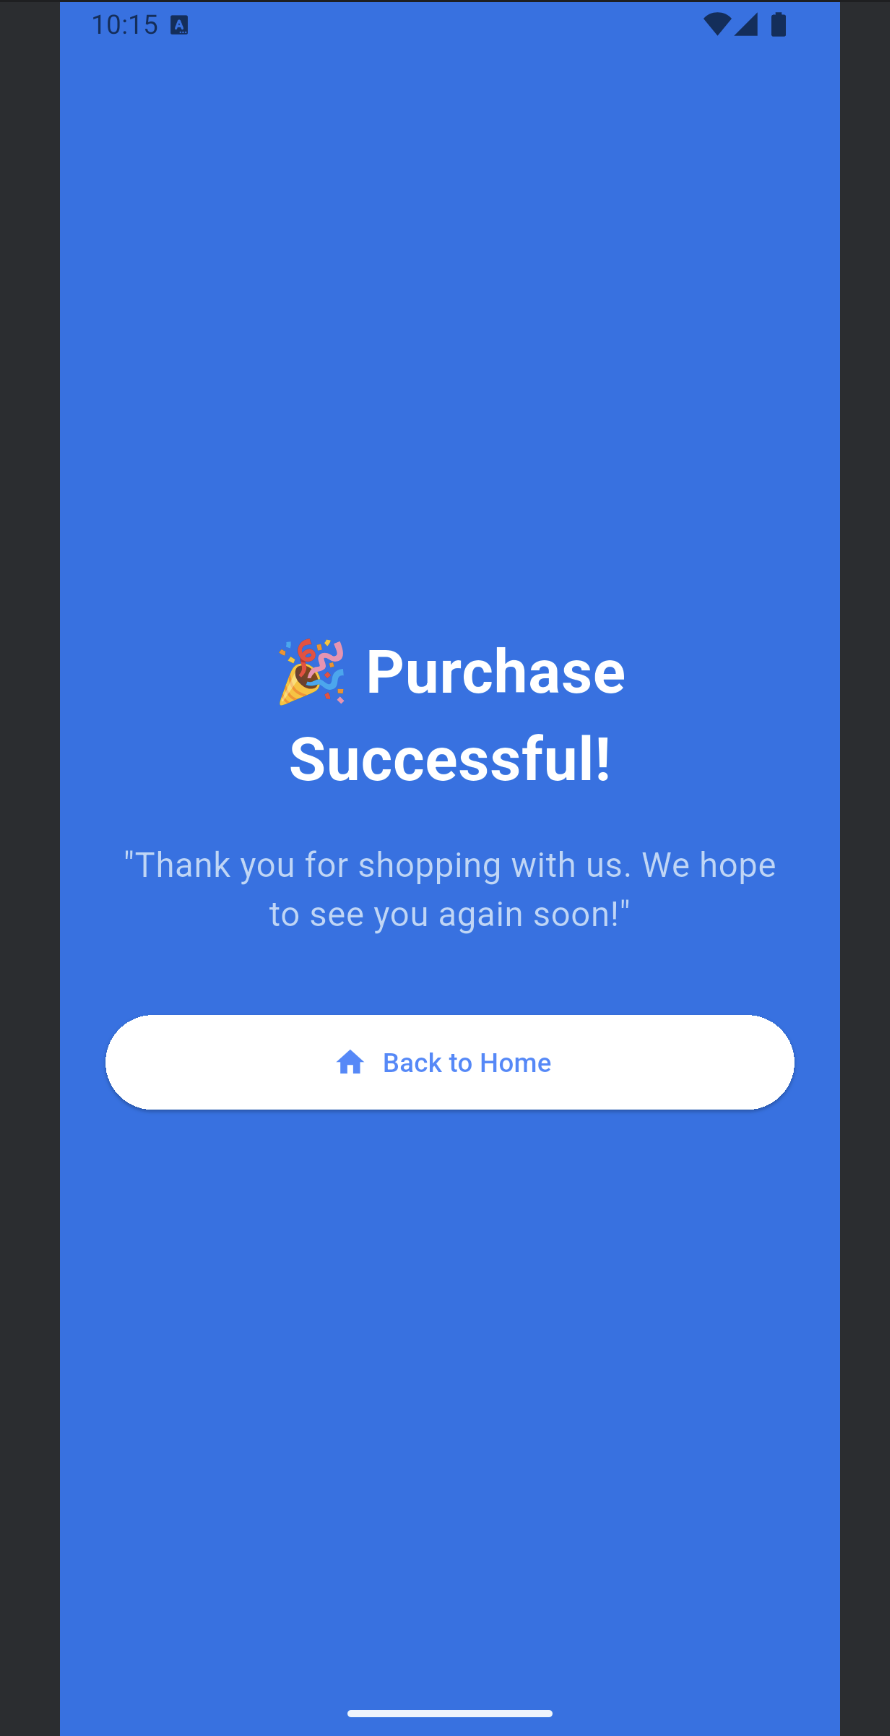 10:15
🎉 Purchase
Successful!
"Thank you for shopping with us. We hope
to see you again soon!"
Back to Home